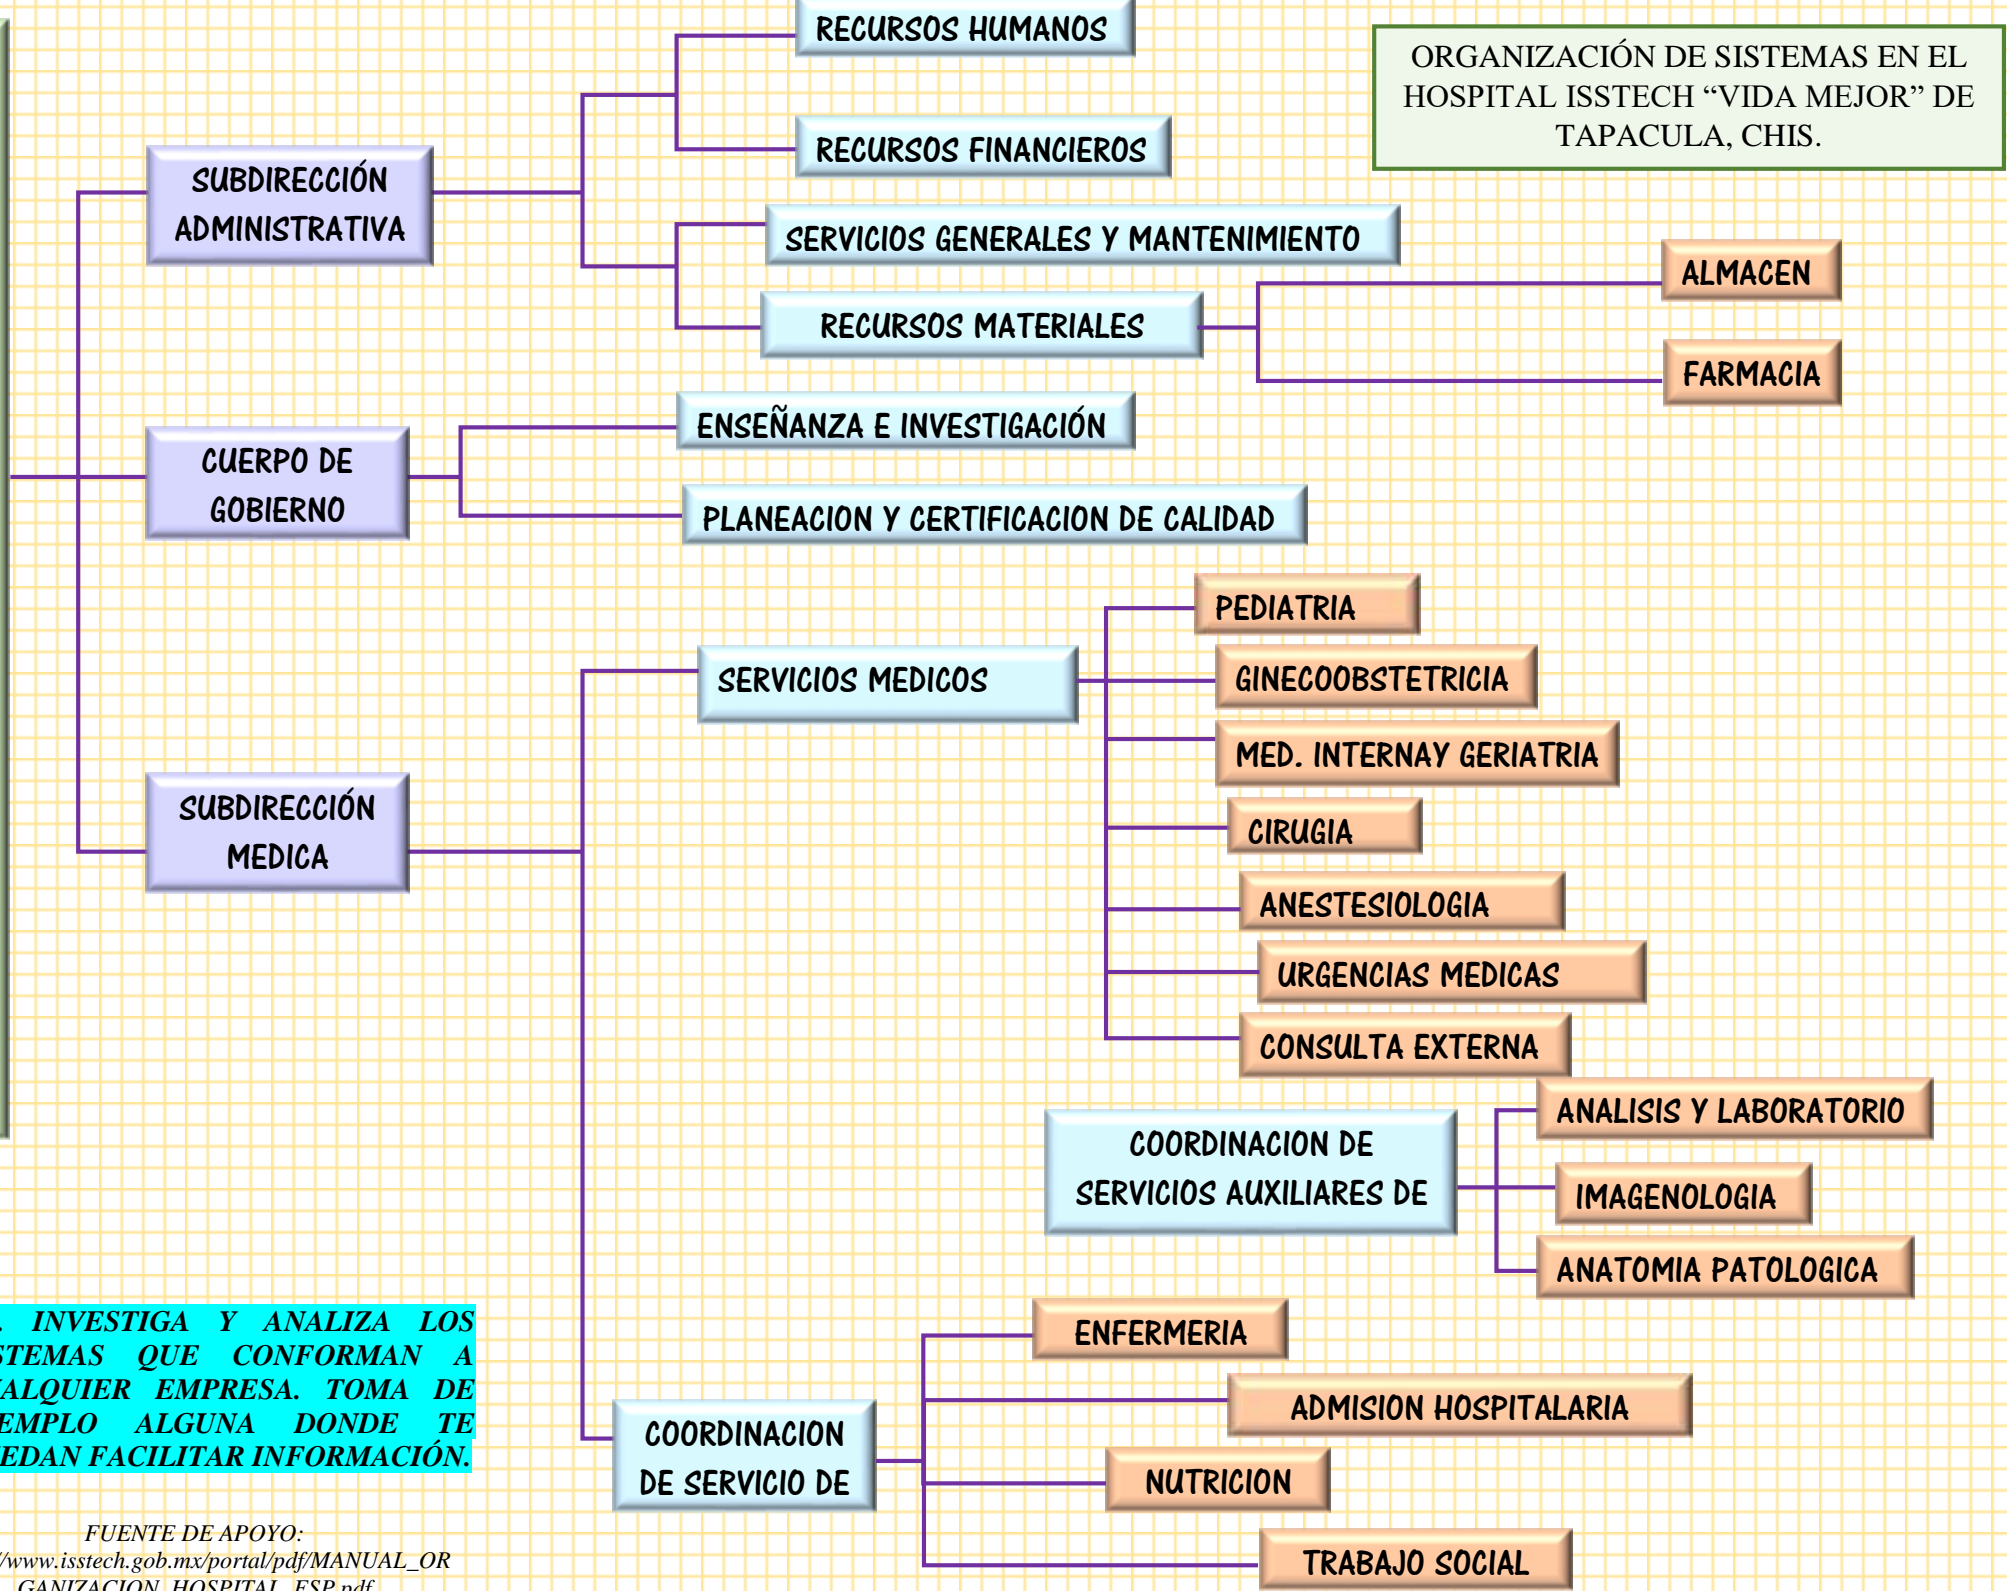 RECURSOS HUMANOS
ORGANIZACIÓN DE SISTEMAS EN EL
HOSPITAL ISSTECH “VIDA MEJOR” DE
TAPACULA, CHIS.
RECURSOS FINANCIEROS
SUBDIRECCIÓN
ADMINISTRATIVA
SERVICIOS GENERALES Y MANTENIMIENTO
RECURSOS MATERIALES
ALMACEN
FARMACIA
CUERPO DE
GOBIERNO
ENSEÑANZA E INVESTIGACIÓN
PLANEACION Y CERTIFICACION DE CALIDAD
SUBDIRECCIÓN
MEDICA
SERVICIOS MEDICOS
PEDIATRIA
GINECOOBSTETRICIA
MED. INTERNAY GERIATRIA
CIRUGIA
ANESTESIOLOGIA
URGENCIAS MEDICAS
CONSULTA EXTERNA
COORDINACION DE
SERVICIOS AUXILIARES DE
ANALISIS Y LABORATORIO
IMAGENOLOGIA
ANATOMIA PATOLOGICA
COORDINACION
DE SERVICIO DE
ENFERMERIA
ADMISION HOSPITALARIA
NUTRICION
TRABAJO SOCIAL
. INVESTIGA Y ANALIZA LOS
STEMAS QUE CONFORMAN A
ALQUIER EMPRESA. TOMA DE
EMPLO ALGUNA DONDE TE
EDAN FACILITAR INFORMACIÓN.
FUENTE DE APOYO:
/www.isstech.gob.mx/portal/pdf/MANUAL_OR
GANIZACION_HOSPITAL_ESP.pdf